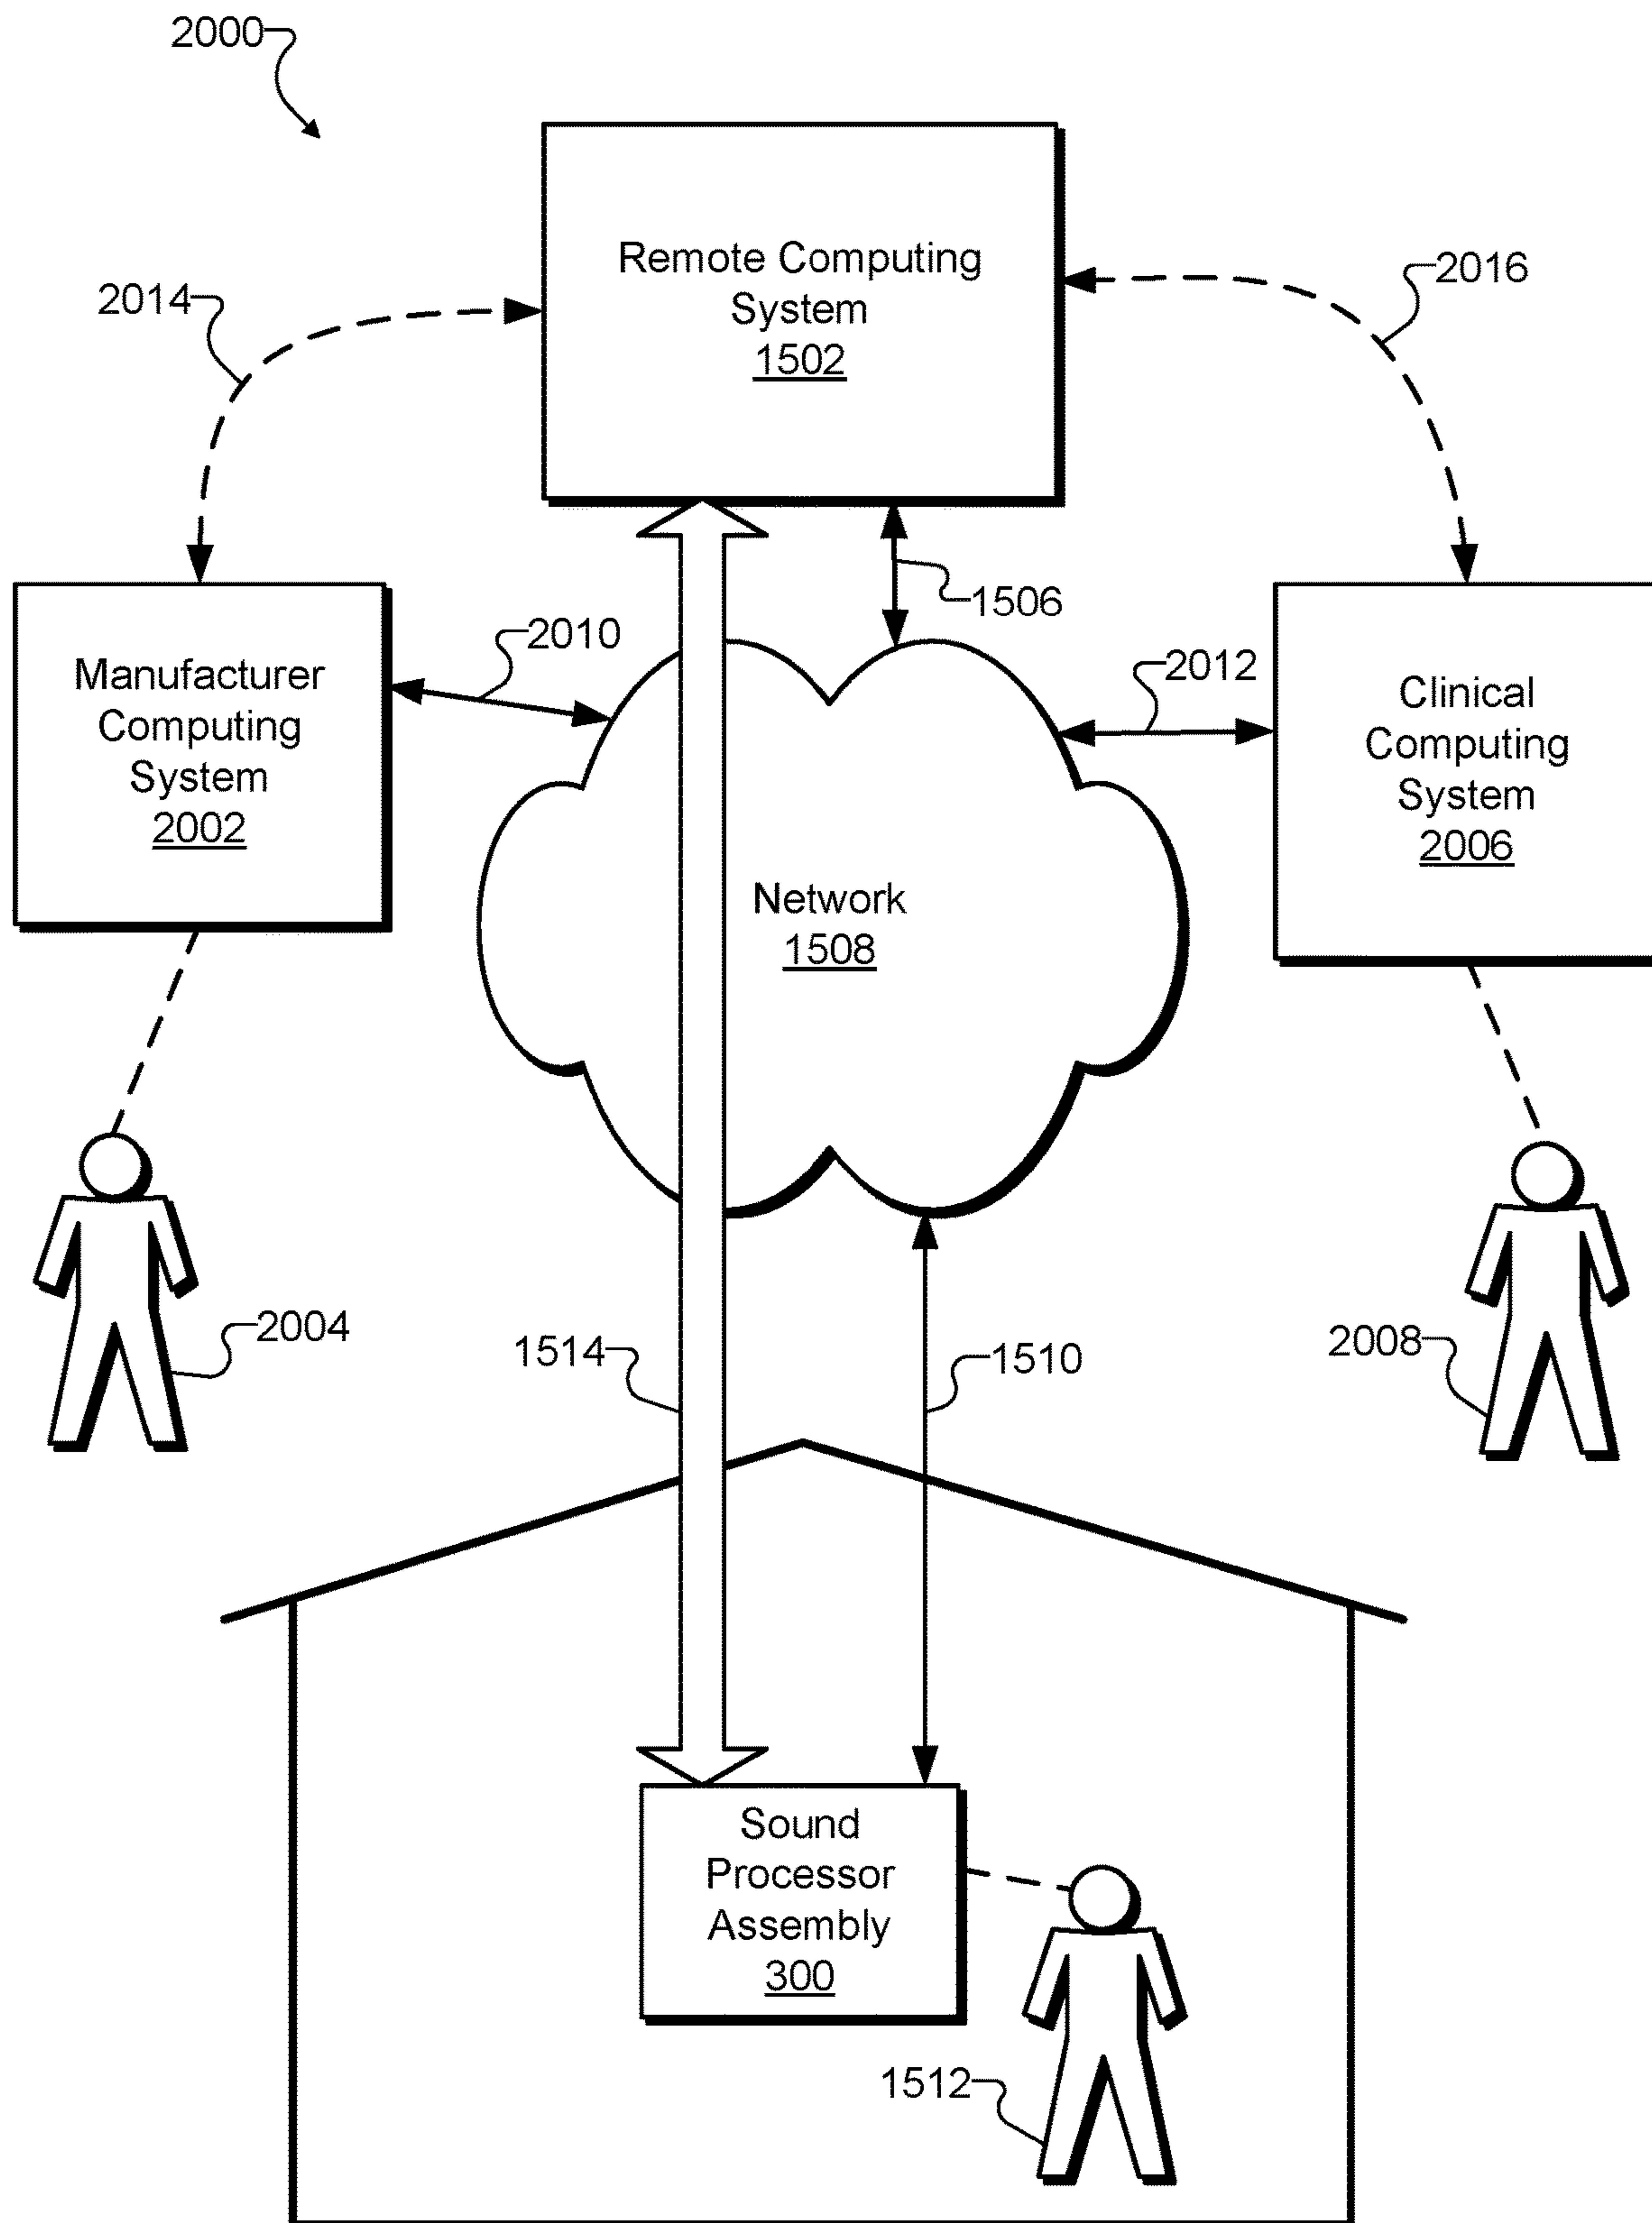 2000
Remote Computing
System
1502
2014
2016
1506
2010
2012
Manufacturer
Computing
System
2002
Clinical
Computing
System
2006
Network
1508
2004
1514
1510
2008
Sound
Processor
Assembly
300
1512